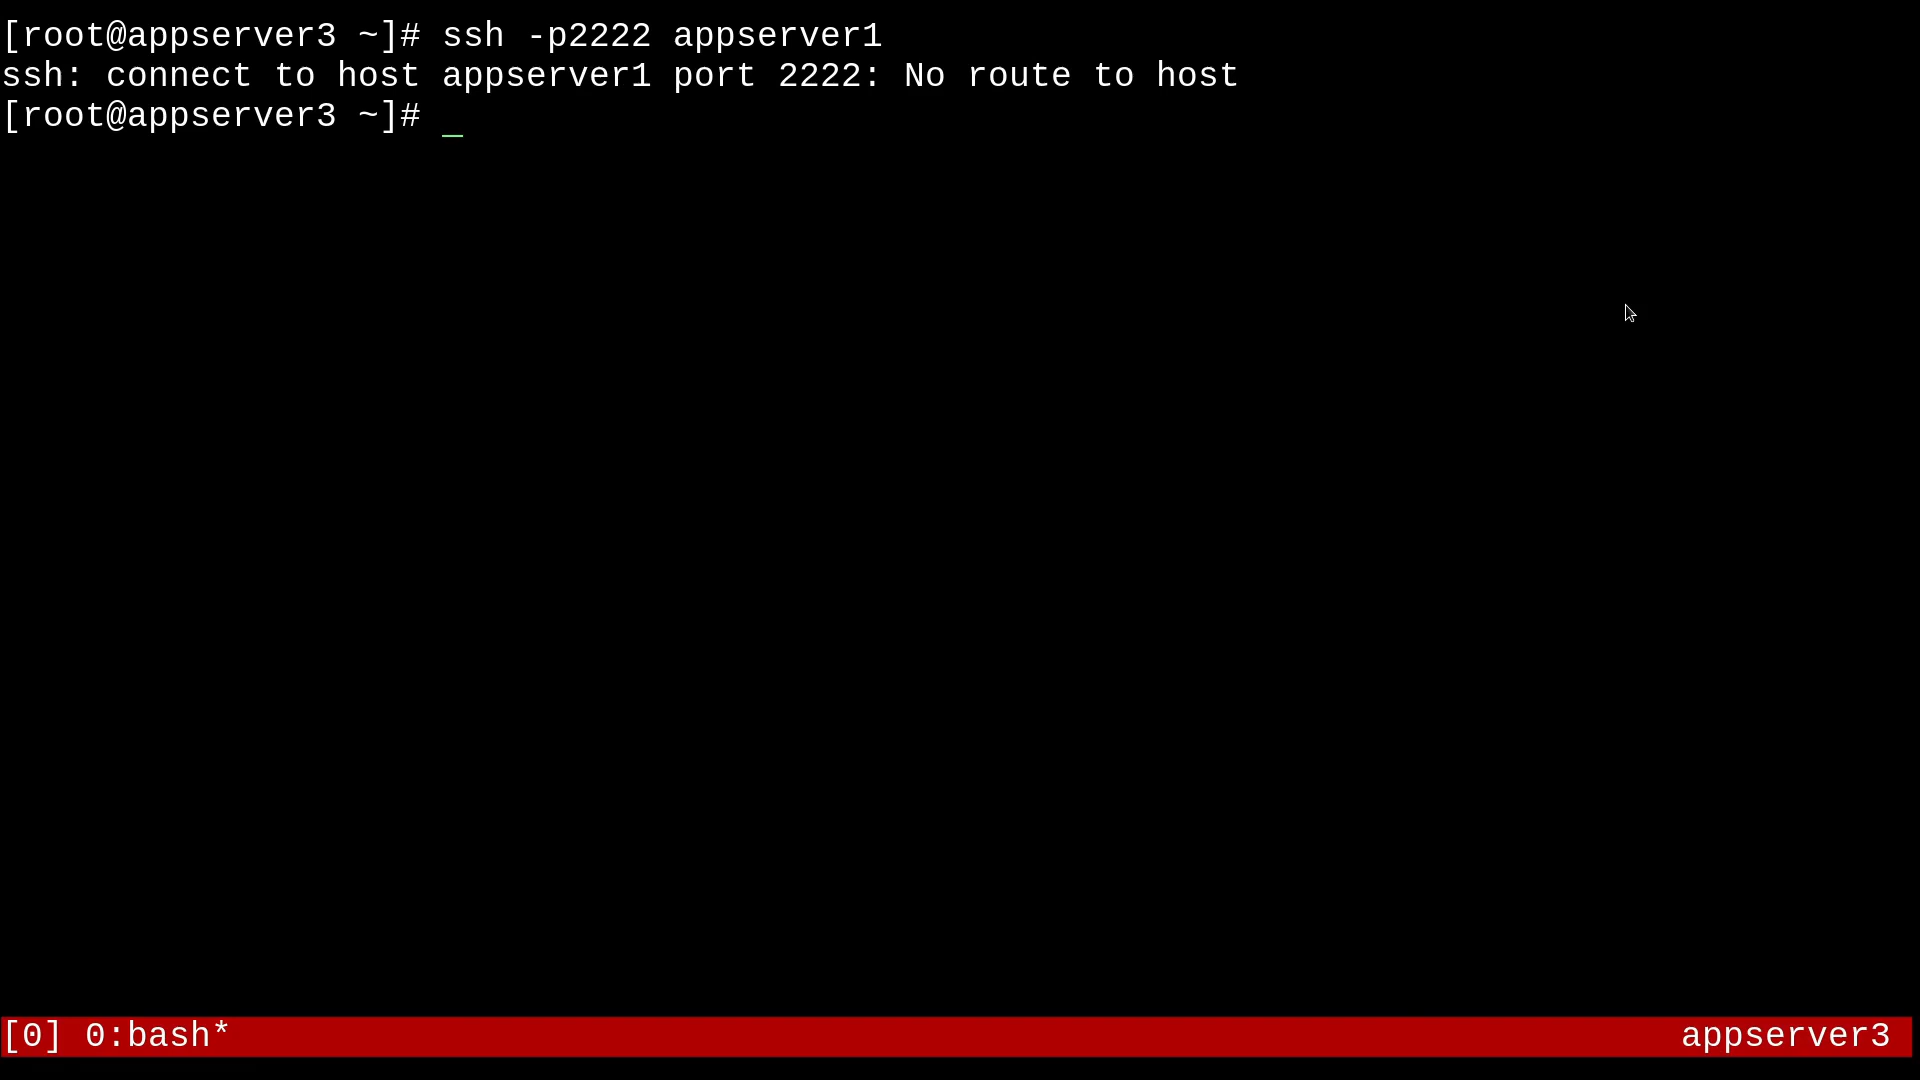 [root@appserver3 ~]# ssh -p2222 appserver1
ssh: connect to host appserver1 port 2222: No route to host
[root@appserver3 ~]# _
[0] 0:bash* appserver3